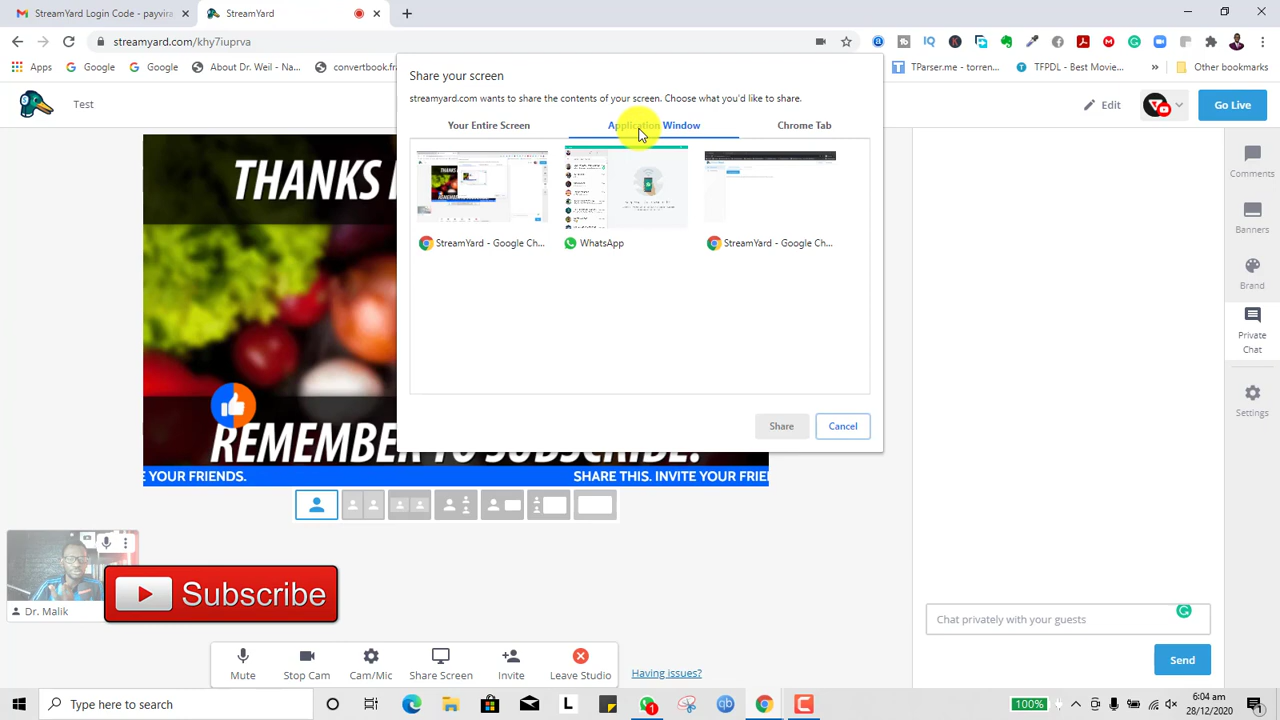 StreamYard Login Code - payvira
StreamYard
streamyard.com/khy7iuprva
Apps
Google
Google
About Dr. Weil - Na...
convertbook.fr
TParser.me - torren...
TFPDL - Best Movie...
Other bookmarks
Test
Edit
Go Live
Share your screen
streamyard.com wants to share the contents of your screen. Choose what you'd like to share.
Your Entire Screen
Application Window
Chrome Tab
StreamYard - Google Ch...
WhatsApp
StreamYard - Google Ch...
Share
Cancel
THANKS
REMEMBER TO SUBSCRIBE.
E YOUR FRIENDS.
SHARE THIS. INVITE YOUR FRIE
Comments
Banners
Brand
Private
Chat
Settings
Dr. Malik
Subscribe
Mute
Stop Cam
Cam/Mic
Share Screen
Invite
Leave Studio
Having issues?
Chat privately with your guests
Send
Type here to search
L
qb
1
100%
6:04 am
28/12/2020
1